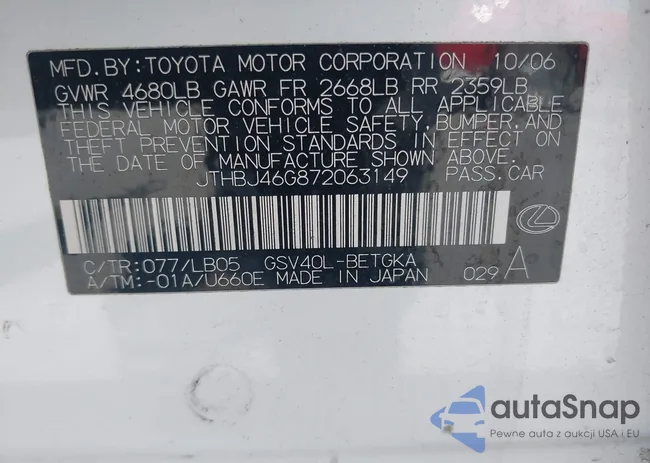 MFD.BY:TOYOTA MOTOR CORPORATION 10/06
GVWR 4680LB GAWR FR 2668LB RR 2359LB
THIS VEHICLE CONFORMS TO ALL APPLICABLE
FEDERAL MOTOR VEHICLE SAFETY,BUMPER,AND
THEFT PREVENTION STANDARDS IN EFFECT ON
THE DATE OF MANUFACTURE SHOWN ABOVE.
JTHBJ46G872063149 PASS.CAR
C/TR:077/LB05 GSV40L-BETGKA
A/TM:-01A/U660E MADE IN JAPAN 029 A
autoSnap
Pewne auta z aukcji USA i EU